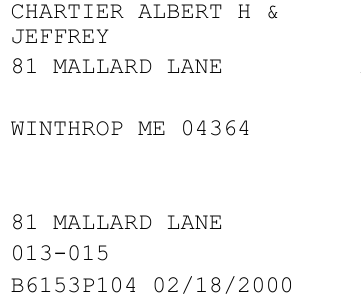 CHARTIER ALBERT H &
JEFFREY
81 MALLARD LANE
WINTHROP ME 04364
81 MALLARD LANE
013-015
B6153P104 02/18/2000